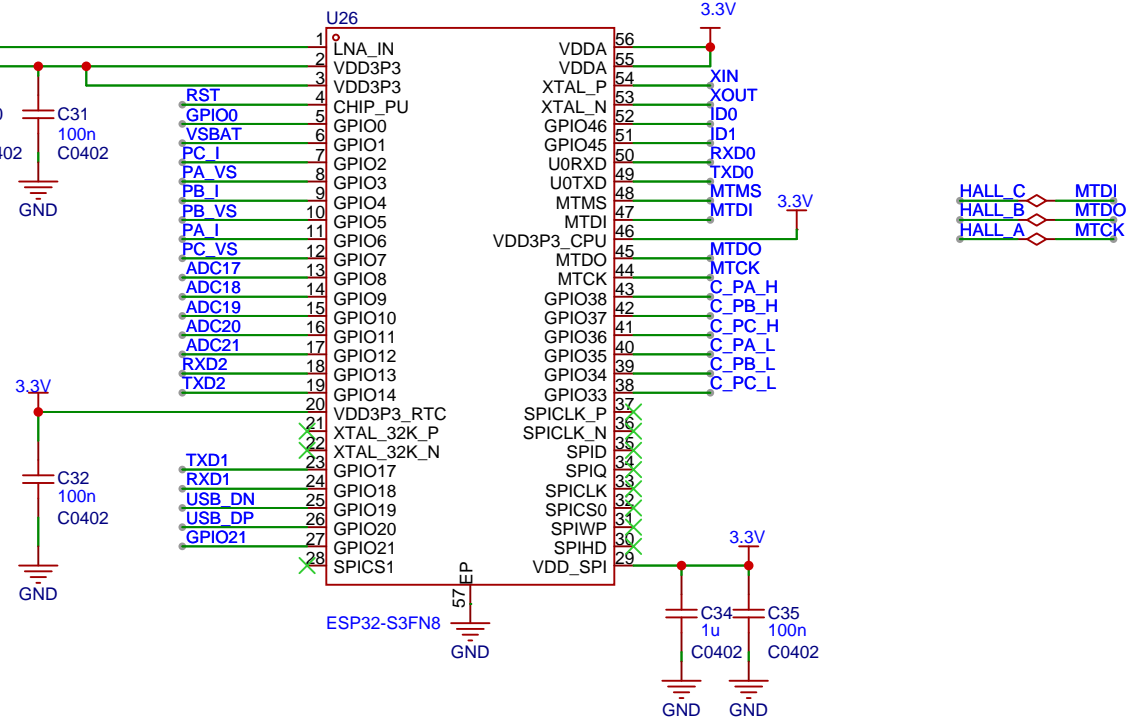 U26
3.3V
1 LNA_IN VDDA 56
2 VDD3P3 VDDA 55
3 VDD3P3 XTAL_P 54 XIN
RST 4 CHIP_PU XTAL_N 53 XOUT
GPIO0 5 GPIO0 GPIO46 52 ID0
VSBAT 6 GPIO1 GPIO45 51 ID1
PC_I 7 GPIO2 U0RXD 50 RXD0
PA_VS 8 GPIO3 U0TXD 49 TXD0
PB_I 9 GPIO4 MTMS 48 MTMS
PB_VS 10 GPIO5 MTDI 47 MTDI
PA_I 11 GPIO6 VDD3P3_CPU 46 3.3V
PC_VS 12 GPIO7 MTDO 45 MTDO
ADC17 13 GPIO8 MTCK 44 MTCK
ADC18 14 GPIO9 GPIO38 43 C_PA_H
ADC19 15 GPIO10 GPIO37 42 C_PB_H
ADC20 16 GPIO11 GPIO36 41 C_PC_H
ADC21 17 GPIO12 GPIO35 40 C_PA_L
RXD2 18 GPIO13 GPIO34 39 C_PB_L
TXD2 19 GPIO14 GPIO33 38 C_PC_L
20 VDD3P3_RTC SPICLK_P 37
21 XTAL_32K_P SPICLK_N 36
22 XTAL_32K_N SPID 35
TXD1 23 GPIO17 SPIQ 34
RXD1 24 GPIO18 SPICLK 33
USB_DN 25 GPIO19 SPICS0 32
USB_DP 26 GPIO20 SPIWP 31
GPIO21 27 GPIO21 SPIHD 30
28 SPICS1 VDD_SPI 29
57 EP
ESP32-S3FN8
GND
C31
100n
C0402
GND
3.3V
C32
100n
C0402
GND
HALL_C MTDI
HALL_B MTDO
HALL_A MTCK
3.3V
C34
1u
C0402
GND
C35
100n
C0402
GND